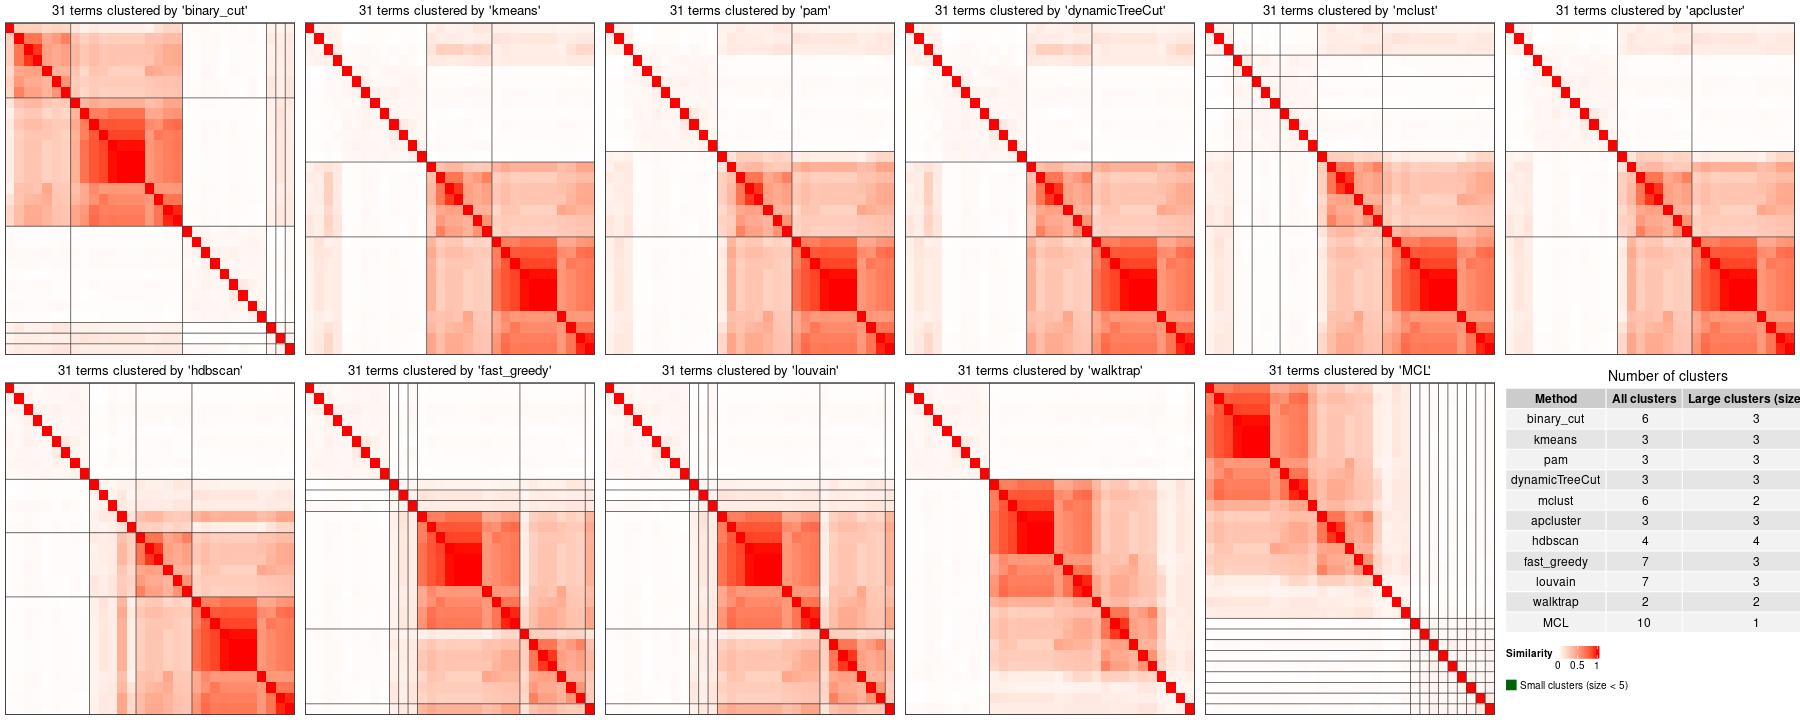 31 terms clustered by 'binary_cut'
31 terms clustered by 'kmeans'
31 terms clustered by 'pam'
31 terms clustered by 'dynamicTreeCut'
31 terms clustered by 'mclust'
31 terms clustered by 'apcluster'
31 terms clustered by 'hdbscan'
31 terms clustered by 'fast_greedy'
31 terms clustered by 'louvain'
31 terms clustered by 'walktrap'
31 terms clustered by 'MCL'
Number of clusters
Method All clusters Large clusters (size
binary_cut 6 3
kmeans 3 3
pam 3 3
dynamicTreeCut 3 3
mclust 6 2
apcluster 3 3
hdbscan 4 4
fast_greedy 7 3
louvain 7 3
walktrap 2 2
MCL 10 1
Similarity
0 0.5 1
Small clusters (size < 5)